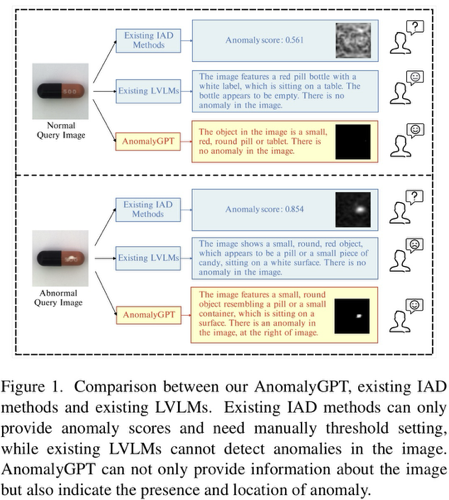 Existing IAD
Methods
Anomaly score: 0.561
?
Existing LVLMs
The image features a red pill bottle with a
white label, which is sitting on a table. The
bottle appears to be empty. There is no
anomaly in the image.
Normal
Query Image
AnomalyGPT
The object in the image is a small,
red, round pill or tablet. There is
no anomaly in the image.
Existing IAD
Methods
Anomaly score: 0.854
?
Existing LVLMs
The image shows a small, round, red object,
which appears to be a pill or a small piece of
candy, sitting on a white surface. There is no
anomaly in the image.
Abnormal
Query Image
AnomalyGPT
The image features a small, round
object resembling a pill or a small
container, which is sitting on a
surface. There is an anomaly in
the image, at the right of image.
Figure 1. Comparison between our AnomalyGPT, existing IAD
methods and existing LVLMs. Existing IAD methods can only
provide anomaly scores and need manually threshold setting,
while existing LVLMs cannot detect anomalies in the image.
AnomalyGPT can not only provide information about the image
but also indicate the presence and location of anomaly.